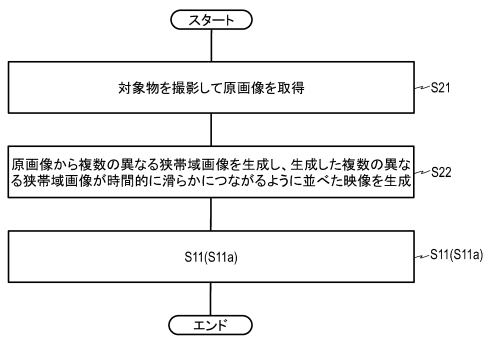 スタート
対象物を撮影して原画像を取得
S21
原画像から複数の異なる狭帯域画像を生成し、生成した複数の異な
る狭帯域画像が時間的に滑らかにつながるように並べた映像を生成
S22
S11(S11a)
S11(S11a)
エンド